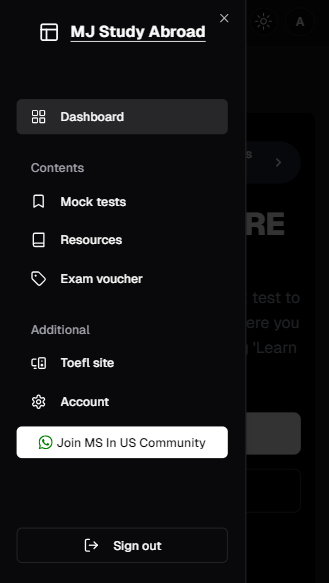 MJ Study Abroad
A
Dashboard
Contents
Mock tests
Resources
Exam voucher
Additional
Toefl site
Account
Join MS In US Community
Sign out
s
RE
test to
ere you
'Learn